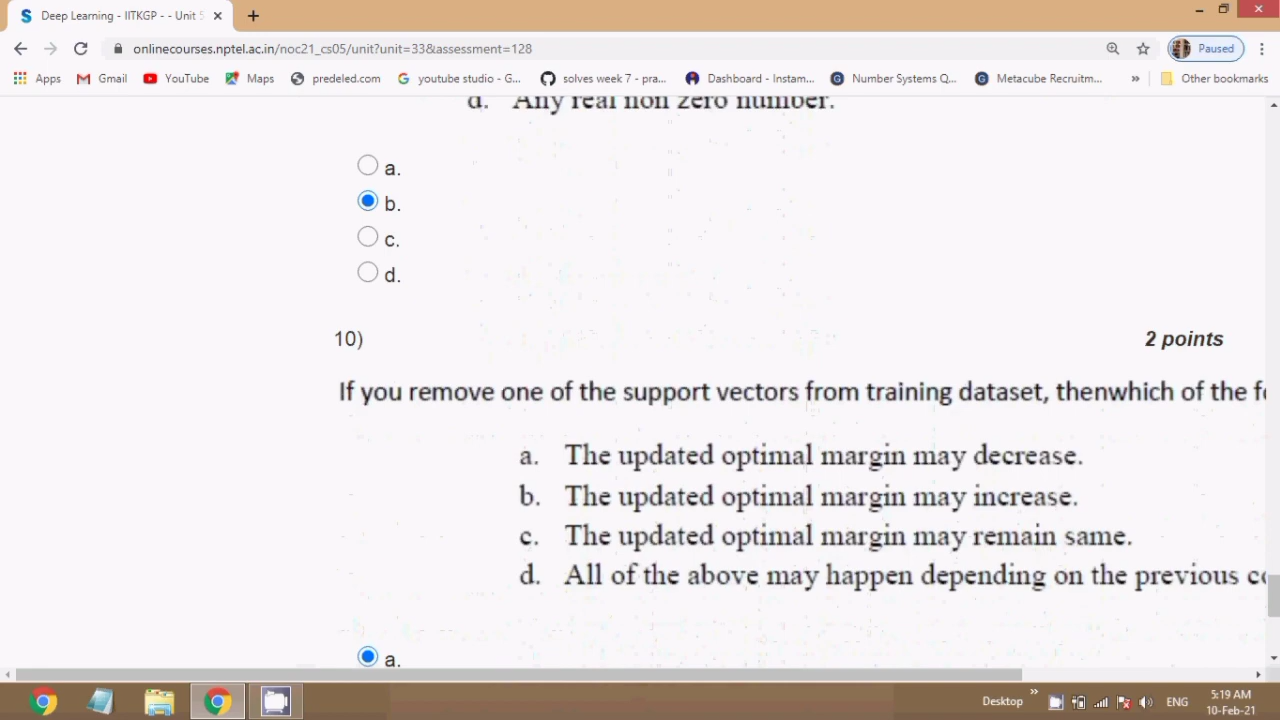 Deep Learning - IITKGP - - Unit 5
onlinecourses.nptel.ac.in/noc21_cs05/unit?unit=33&assessment=128
Paused
Apps Gmail YouTube Maps predeled.com youtube studio - G... solves week 7 - pra... Dashboard - Instam... Number Systems Q... Metacube Recruitm... » Other bookmarks
d. Any real non zero number.
a.
b.
c.
d.
10) 2 points
If you remove one of the support vectors from training dataset, thenwhich of the
a. The updated optimal margin may decrease.
b. The updated optimal margin may increase.
c. The updated optimal margin may remain same.
d. All of the above may happen depending on the previous
a.
Desktop » ENG 5:19 AM
10-Feb-21